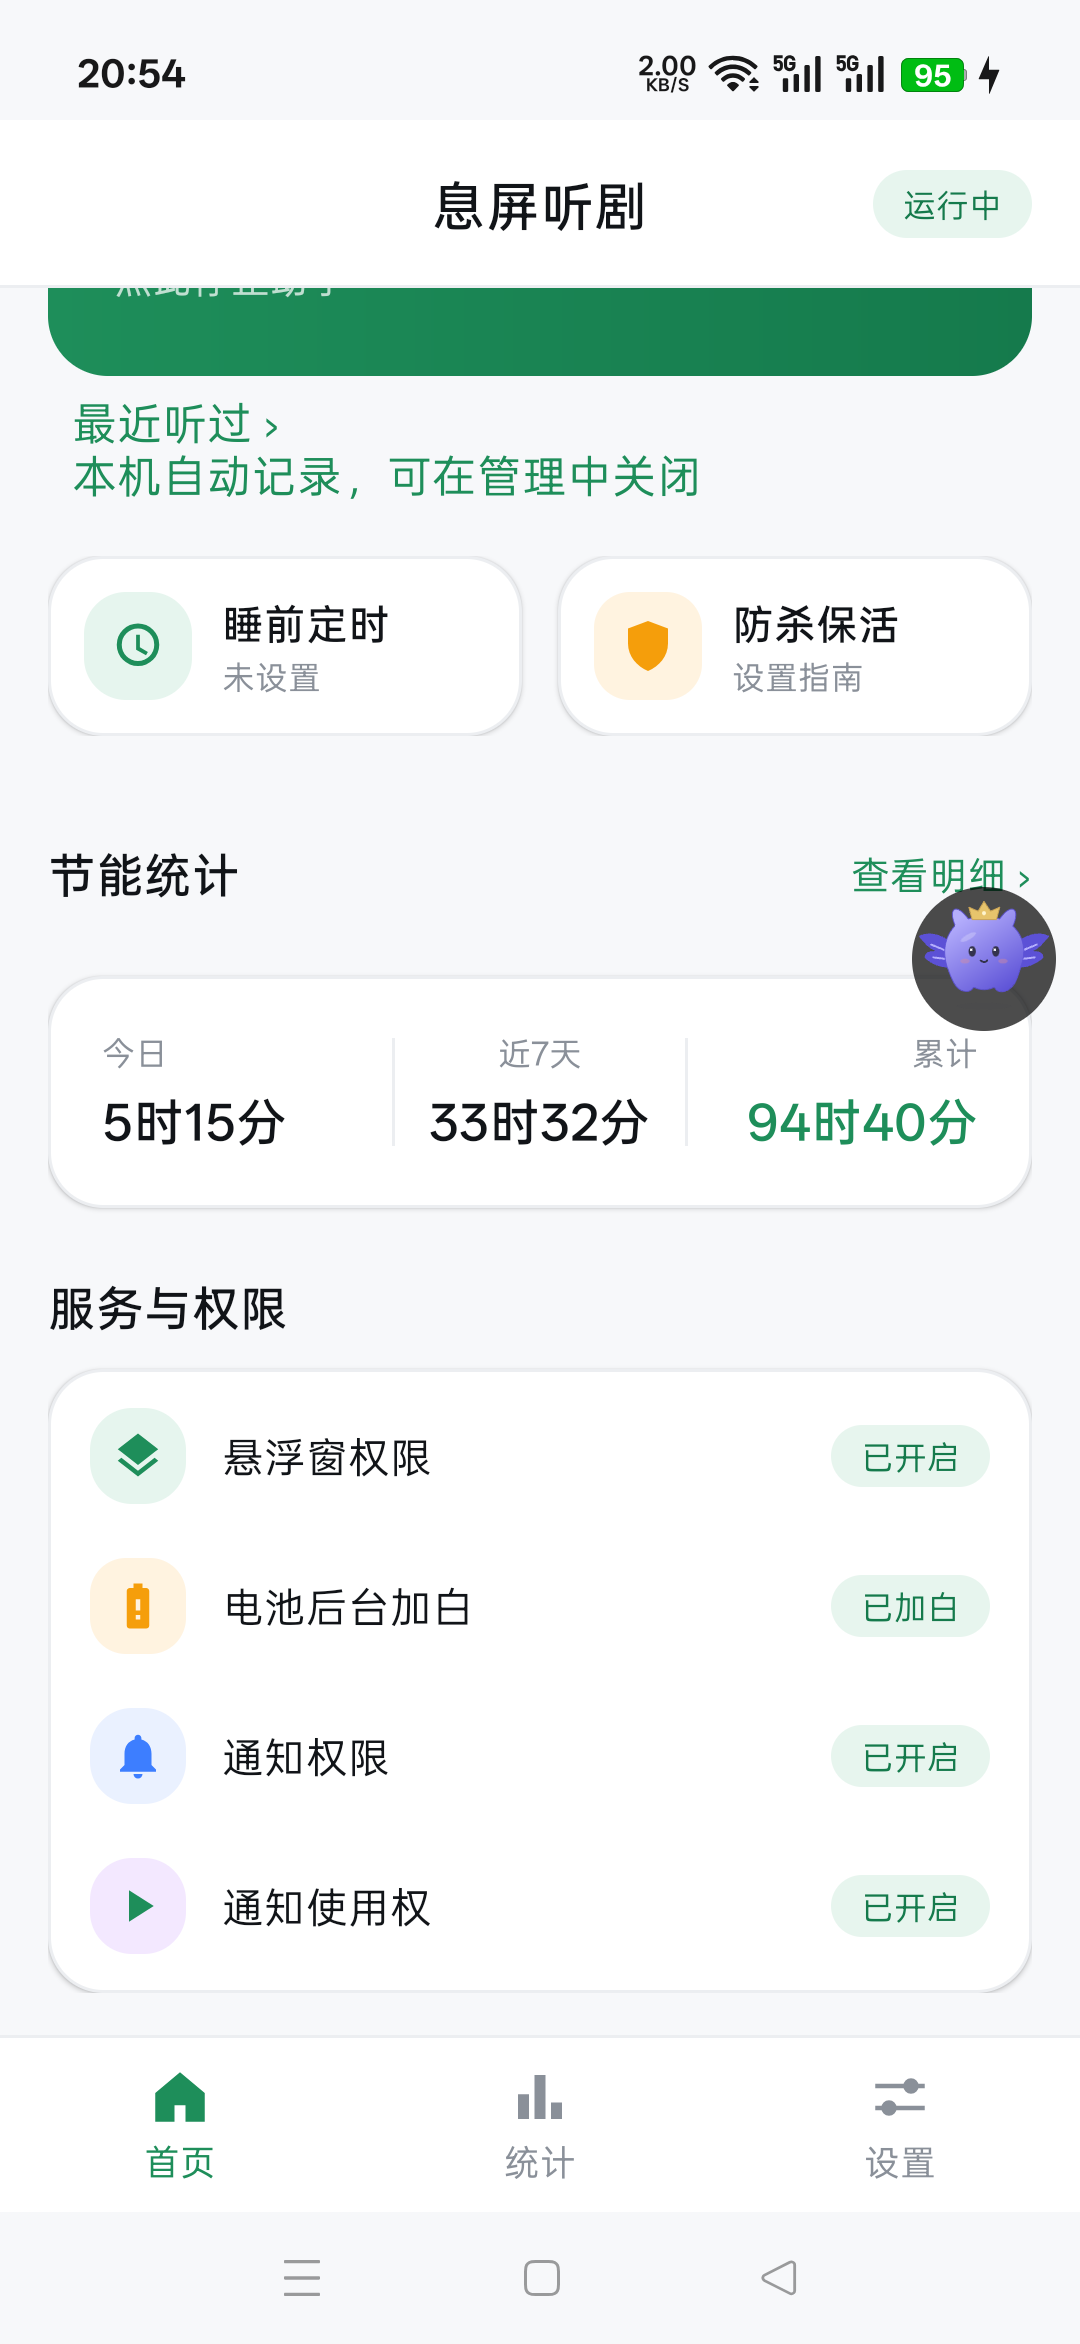 20:54
2.00
KB/S
5G
5G
95
息屏听剧
运行中
最近听过 ›
本机自动记录，可在管理中关闭
睡前定时
未设置
防杀保活
设置指南
节能统计
查看明细 ›
今日
近7天
累计
5时15分
33时32分
94时40分
服务与权限
悬浮窗权限
已开启
电池后台加白
已加白
通知权限
已开启
通知使用权
已开启
首页
统计
设置